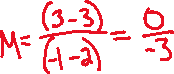 M = (3-3)/(-1-2) = 0/-3